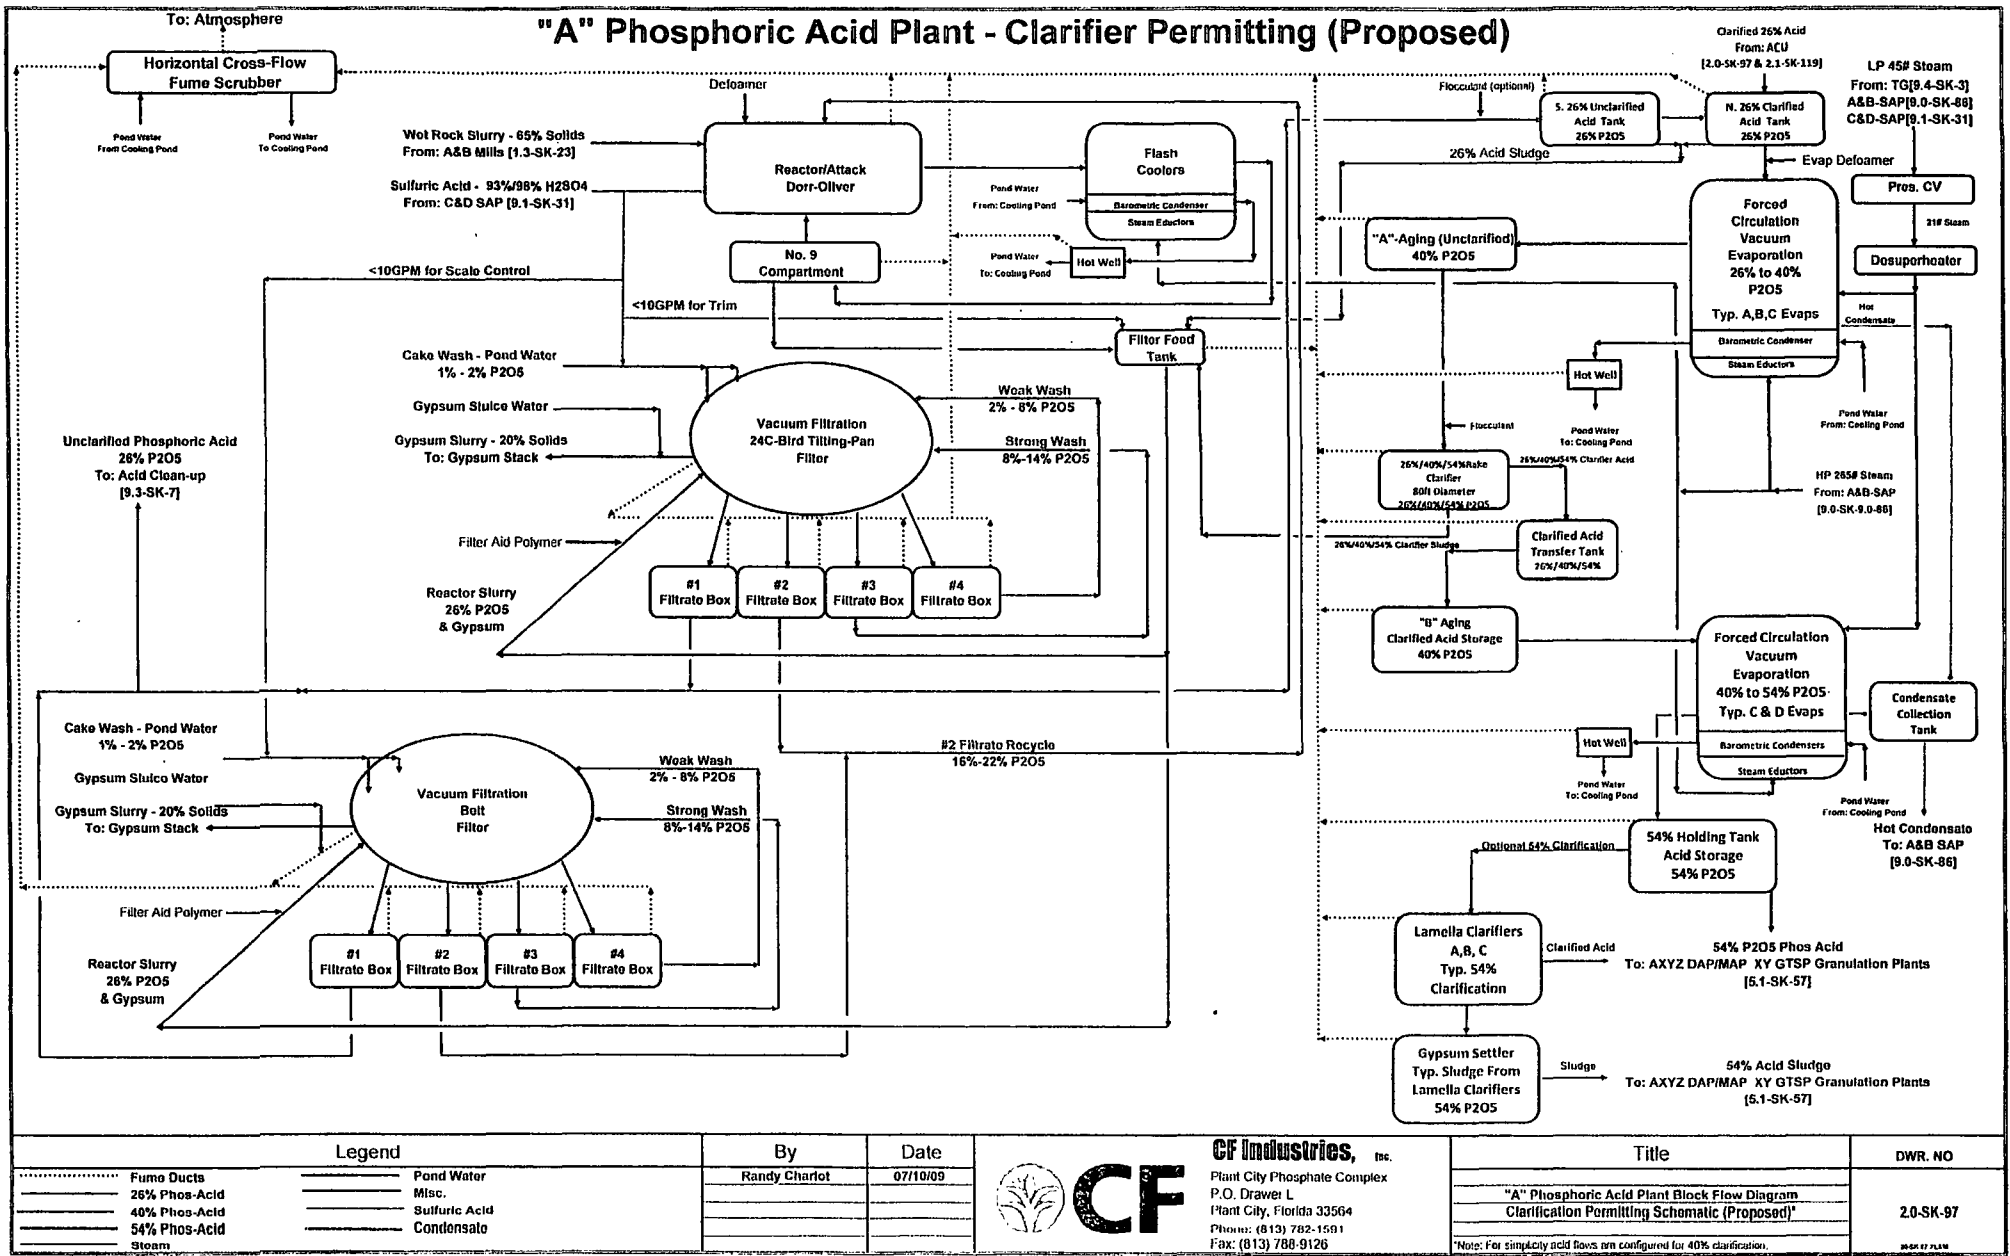 "A" Phosphoric Acid Plant - Clarifier Permitting (Proposed)
To: Atmosphere
Horizontal Cross-Flow
Fume Scrubber
Pond Water
From Cooling Pond
Pond Water
To Cooling Pond
Defoamer
Wet Rock Slurry - 65% Solids
From: A&B Mills [1.3-SK-23]
Sulfuric Acid - 93%/98% H2SO4
From: C&D SAP [9.1-SK-31]
Reactor/Attack
Dorr-Oliver
No. 9
Compartment
Flash
Coolers
Barometric Condenser
Steam Eductors
Pond Water
From: Cooling Pond
Pond Water
To: Cooling Pond
Hot Well
<10GPM for Scale Control
<10GPM for Trim
Filter Feed
Tank
Flocculant (optional)
S. 26% Unclarified
Acid Tank
26% P2O5
Clarified 26% Acid
From: ACU
[2.0-SK-97 & 2.1-SK-119]
N. 26% Clarified
Acid Tank
26% P2O5
26% Acid Sludge
Evap Defoamer
LP 45# Steam
From: TG[9.4-SK-3]
A&B-SAP[9.0-SK-86]
C&D-SAP[9.1-SK-31]
Pres. CV
21# Steam
Desuperheater
Hot
Condensate
Forced
Circulation
Vacuum
Evaporation
26% to 40%
P2O5
Typ. A,B,C Evaps
Barometric Condenser
Steam Eductors
"A"-Aging (Unclarified)
40% P2O5
Hot Well
Pond Water
To: Cooling Pond
Pond Water
From: Cooling Pond
HP 265# Steam
From: A&B-SAP
[9.0-SK-9.0-86]
Flocculant
26%/40%/54%Rake
Clarifier
80ft Diameter
26%/40%/54% P2O5
26%/40%/54% Clarifier Acid
Clarified Acid
Transfer Tank
26%/40%/54%
26%/40%/54% Clarifier Sludge
"B" Aging
Clarified Acid Storage
40% P2O5
Forced Circulation
Vacuum
Evaporation
40% to 54% P2O5
Typ. C & D Evaps
Barometric Condensers
Steam Eductors
Condensate
Collection
Tank
Hot Well
Pond Water
To: Cooling Pond
Pond Water
From: Cooling Pond
Hot Condensate
To: A&B SAP
[9.0-SK-86]
54% Holding Tank
Acid Storage
54% P2O5
Optional 54% Clarification
Lamella Clarifiers
A,B,C
Typ. 54%
Clarification
Clarified Acid
54% P2O5 Phos Acid
To: AXYZ DAP/MAP XY GTSP Granulation Plants
[5.1-SK-57]
Gypsum Settler
Typ. Sludge From
Lamella Clarifiers
54% P2O5
Sludge
54% Acid Sludge
To: AXYZ DAP/MAP XY GTSP Granulation Plants
[5.1-SK-57]
Cake Wash - Pond Water
1% - 2% P2O5
Gypsum Sluice Water
Gypsum Slurry - 20% Solids
To: Gypsum Stack
Vacuum Filtration
24C-Bird Tilting-Pan
Filter
Weak Wash
2% - 8% P2O5
Strong Wash
8%-14% P2O5
Filter Aid Polymer
Reactor Slurry
26% P2O5
& Gypsum
#1
Filtrate Box
#2
Filtrate Box
#3
Filtrate Box
#4
Filtrate Box
Unclarified Phosphoric Acid
26% P2O5
To: Acid Clean-up
[9.3-SK-7]
#2 Filtrate Recycle
16%-22% P2O5
Cake Wash - Pond Water
1% - 2% P2O5
Gypsum Sluice Water
Gypsum Slurry - 20% Solids
To: Gypsum Stack
Vacuum Filtration
Belt
Filter
Weak Wash
2% - 8% P2O5
Strong Wash
8%-14% P2O5
Filter Aid Polymer
Reactor Slurry
26% P2O5
& Gypsum
#1
Filtrate Box
#2
Filtrate Box
#3
Filtrate Box
#4
Filtrate Box
Legend
Fume Ducts
26% Phos-Acid
40% Phos-Acid
54% Phos-Acid
Steam
Pond Water
Misc.
Sulfuric Acid
Condensate
By
Randy Charlot
Date
07/10/09
CF
CF Industries, Inc.
Plant City Phosphate Complex
P.O. Drawer L
Plant City, Florida 33564
Phone: (813) 782-1591
Fax: (813) 788-9126
Title
"A" Phosphoric Acid Plant Block Flow Diagram
Clarification Permitting Schematic (Proposed)"
"Note: For simplicity acid flows are configured for 40% clarification.
DWR. NO
2.0-SK-97